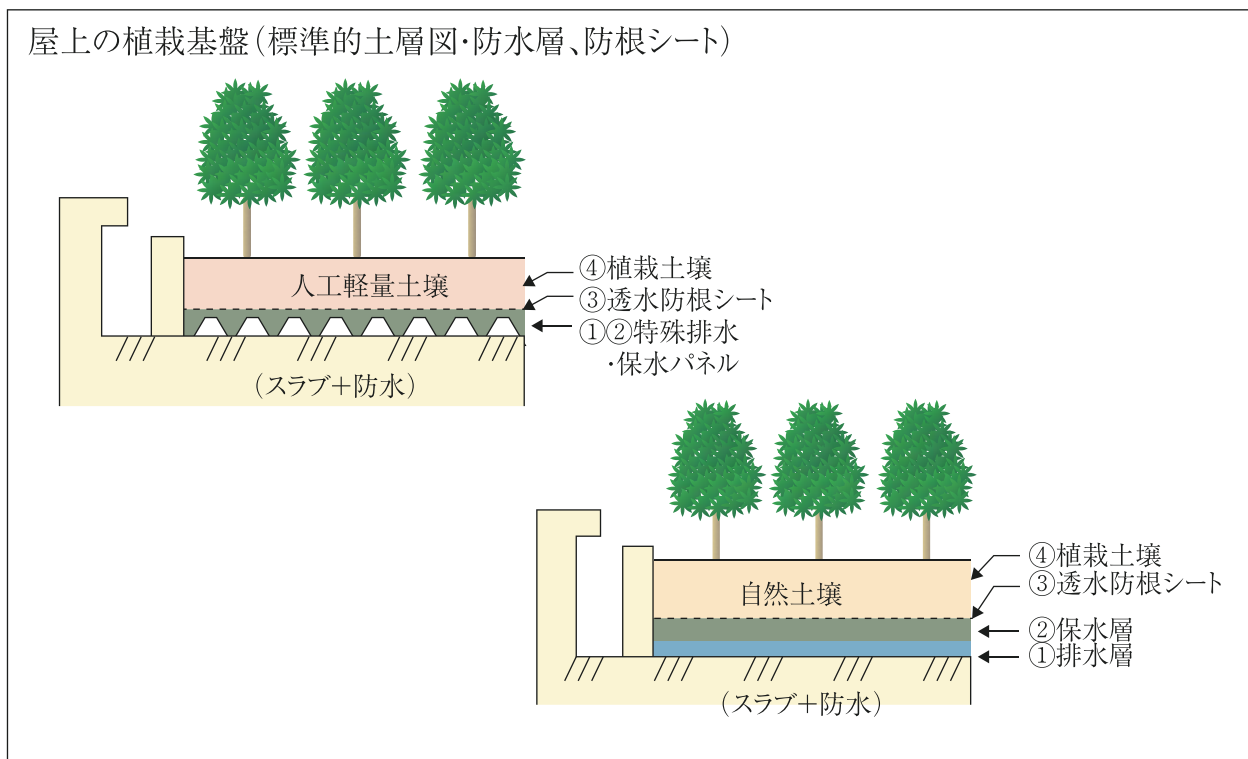 屋上の植栽基盤(標準的土層図・防水層、防根シート)
人工軽量土壌
④植栽土壌
③透水防根シート
①②特殊排水
・保水パネル
(スラブ+防水)
自然土壌
④植栽土壌
③透水防根シート
②保水層
①排水層
(スラブ+防水)